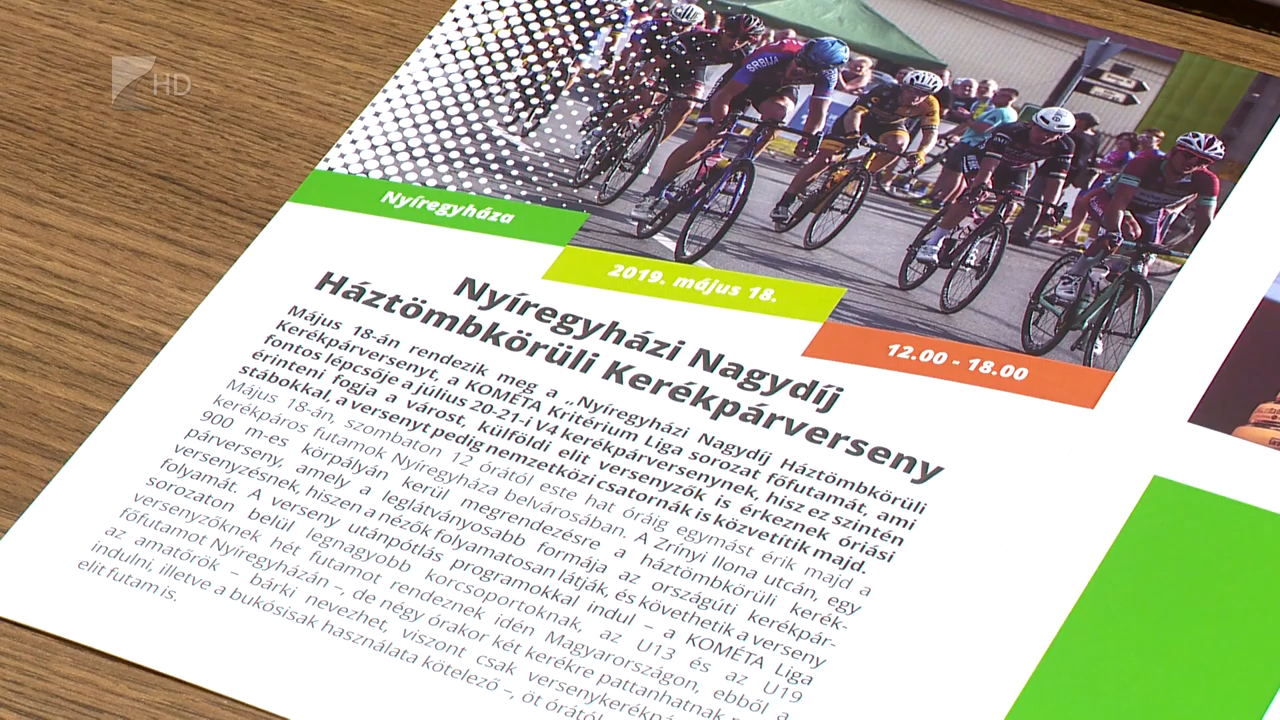 HD
SRBIJA
Nyíregyháza
2019. május 18.
12.00 - 18.00
Nyíregyházi Nagydíj
Háztömbkörüli Kerékpárverseny
Május 18-án rendezik meg a „Nyíregyházi Nagydíj Háztömbkörüli
Kerékpárversenyt, a KOMÉTA Kritérium Liga sorozat főfutamát, ami
fontos lépcsője a július 20-21-i V4 kerékpárversenynek, hisz ez szintén
érinteni fogja a várost, külföldi elit versenyzők is érkeznek óriási
stábokkal, a versenyt pedig nemzetközi csatornák is közvetítik majd.
Május 18-án, szombaton 12 órától este hat óráig egymást érik majd a
kerékpáros futamok Nyíregyháza belvárosában. A Zrínyi Ilona utcán, egy
900 m-es körpályán kerül megrendezésre a háztömbkörüli kerék-
párverseny, amely a leglátványosabb formája az országúti kerékpár-
versenyzésnek, hiszen a nézők folyamatosan látják, és követhetik a verseny
folyamát. A verseny utánpótlás programokkal indul – a KOMÉTA Liga
sorozaton belül legnagyobb korcsoportoknak, az U13 és az U19
versenyzőknek hét futamot rendeznek idén Magyarországon, ebből a
főfutamot Nyíregyházán –, de négy órakor két kerékre pattanhatnak
az amatőrök – bárki nevezhet, viszont csak versenykerékpá
indulni, illetve a bukósisak használata kötelező –, öt órától
elit futam is.